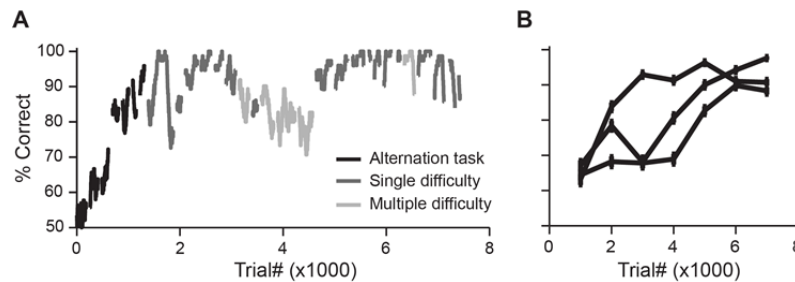 A
B
100
90
80
70
60
50
% Correct
Alternation task
Single difficulty
Multiple difficulty
0
2
4
6
8
0
2
4
6
8
Trial# (x1000)
Trial# (x1000)